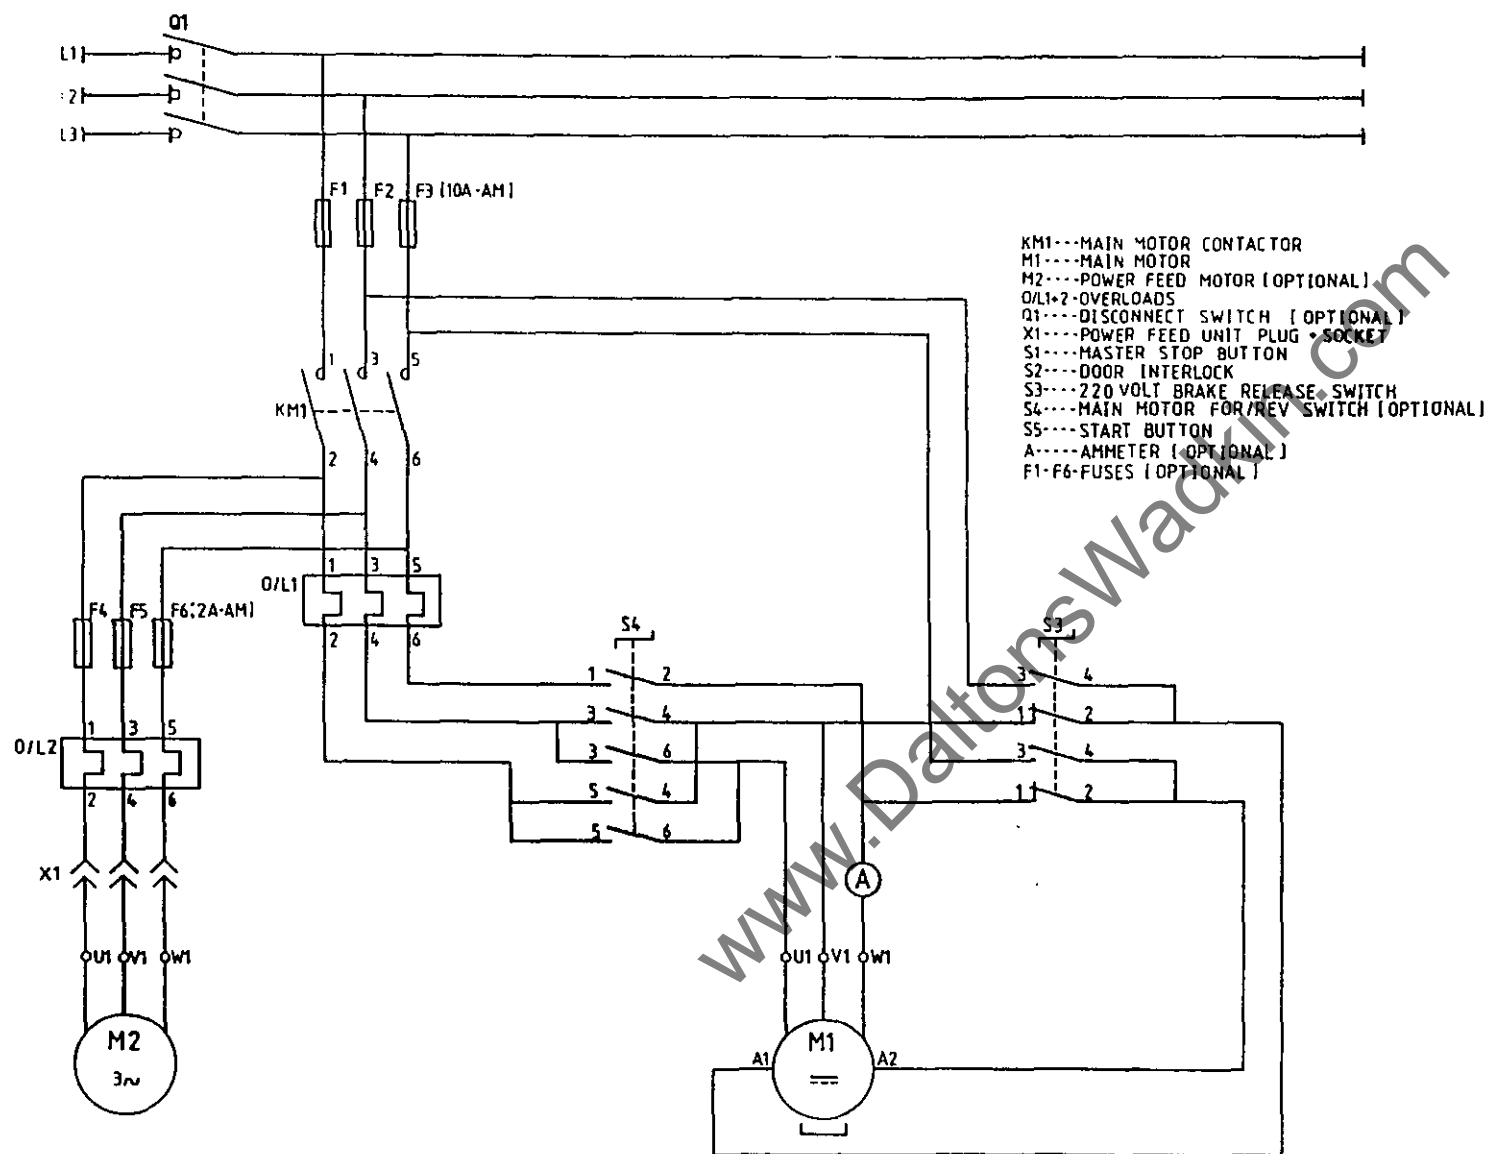 Q1
L1
2
L3
F1 F2 F3 (10A-AM)
KM1---MAIN MOTOR CONTACTOR
M1----MAIN MOTOR
M2----POWER FEED MOTOR (OPTIONAL)
O/L1+2-OVERLOADS
Q1----DISCONNECT SWITCH (OPTIONAL)
X1----POWER FEED UNIT PLUG + SOCKET
S1----MASTER STOP BUTTON
S2----DOOR INTERLOCK
S3----220 VOLT BRAKE RELEASE SWITCH
S4----MAIN MOTOR FOR/REV SWITCH (OPTIONAL)
S5----START BUTTON
A-----AMMETER (OPTIONAL)
F1-F6-FUSES (OPTIONAL)
1 3 5
KM1
2 4 6
1 3 5
O/L1
2 4 6
F4 F5 F6(2A-AM)
S4
S3
1 2
3 4
3 6
5 4
5 6
3 4
1 2
3 4
1 2
1 3 5
O/L2
2 4 6
X1
A
U1 V1 W1
U1 V1 W1
M2
3~
A1 M1 A2
www.DaltonsWadkin.com